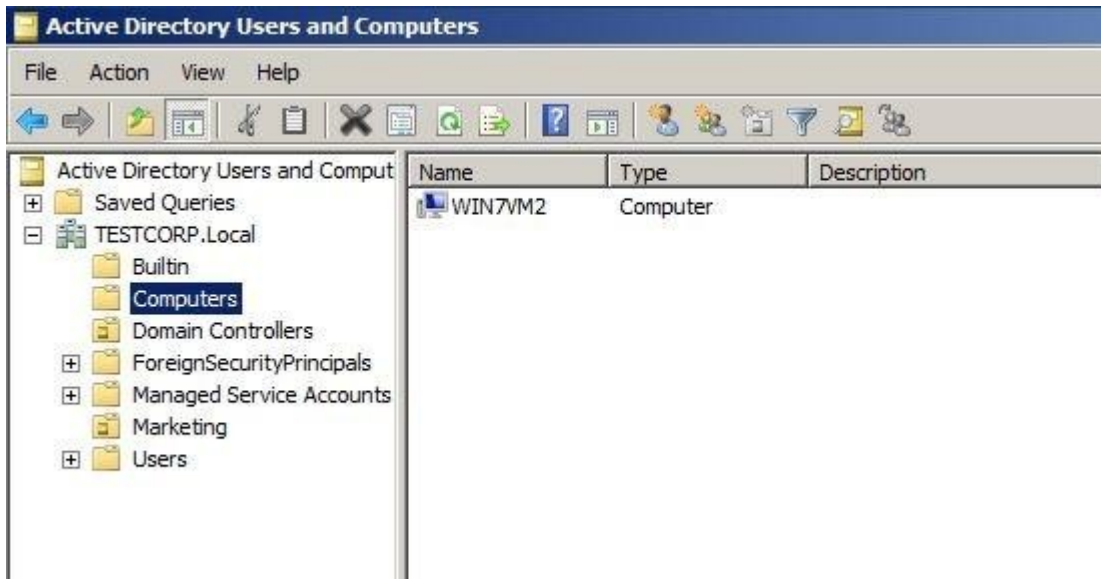 Active Directory Users and Computers
File Action View Help
Active Directory Users and Comput
Saved Queries
TESTCORP.Local
Builtin
Computers
Domain Controllers
ForeignSecurityPrincipals
Managed Service Accounts
Marketing
Users
Name Type Description
WIN7VM2 Computer